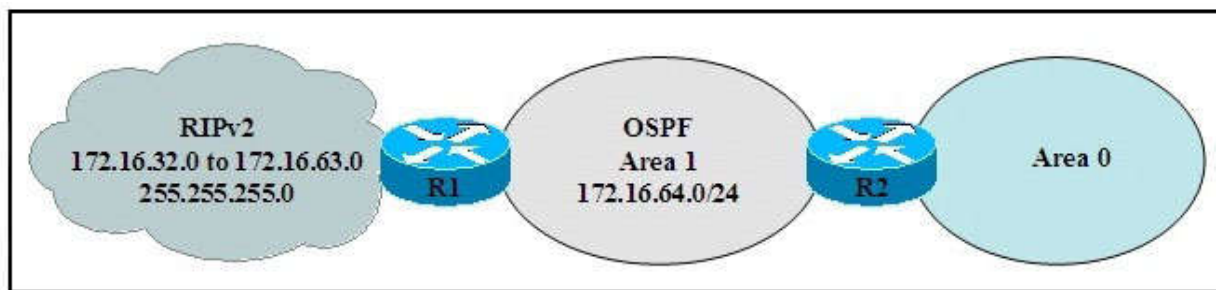 RIPv2
172.16.32.0 to 172.16.63.0
255.255.255.0
R1
OSPF
Area 1
172.16.64.0/24
R2
Area 0